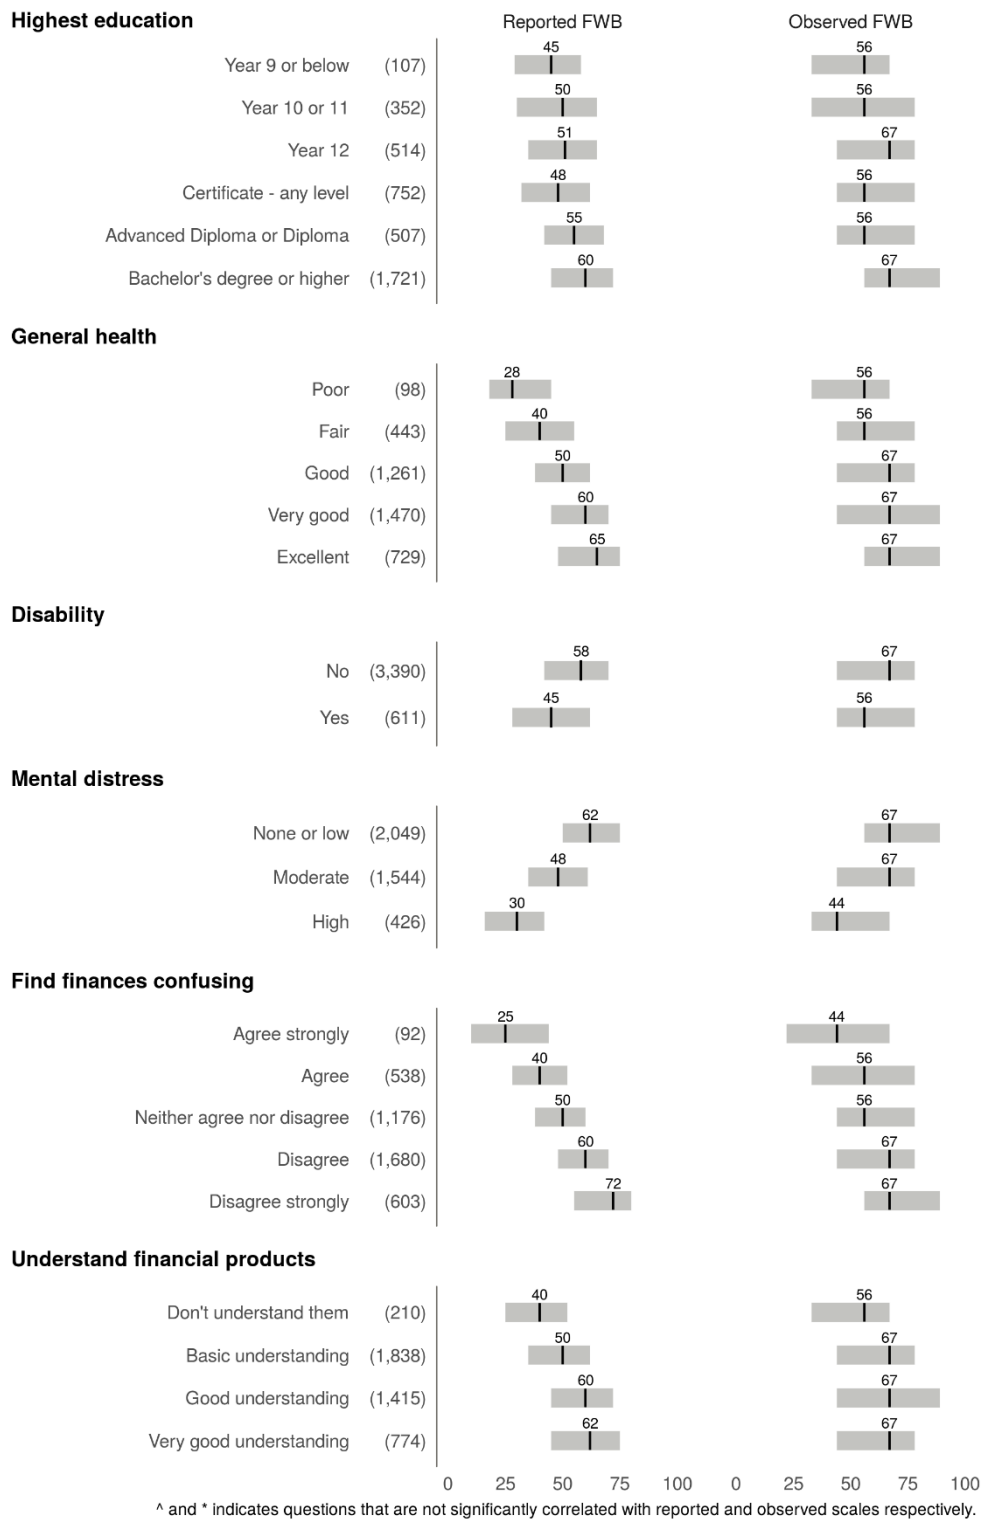 Highest education Reported FWB Observed FWB
45 56
Year 9 or below (107)
50 56
Year 10 or 11 (352)
51 67
Year 12 (514)
48 56
Certificate - any level (752)
55 56
Advanced Diploma or Diploma (507)
60 67
Bachelor's degree or higher (1,721)
General health
28 56
Poor (98)
40 56
Fair (443)
50 67
Good (1,261)
60 67
Very good (1,470)
65 67
Excellent (729)
Disability
58 67
No (3,390)
45 56
Yes (611)
Mental distress
62 67
None or low (2,049)
48 67
Moderate (1,544)
30 44
High (426)
Find finances confusing
25 44
Agree strongly (92)
40 56
Agree (538)
50 56
Neither agree nor disagree (1,176)
60 67
Disagree (1,680)
72 67
Disagree strongly (603)
Understand financial products
40 56
Don't understand them (210)
50 67
Basic understanding (1,838)
60 67
Good understanding (1,415)
62 67
Very good understanding (774)
0 25 50 75 100 0 25 50 75 100
^ and * indicates questions that are not significantly correlated with reported and observed scales respectively.